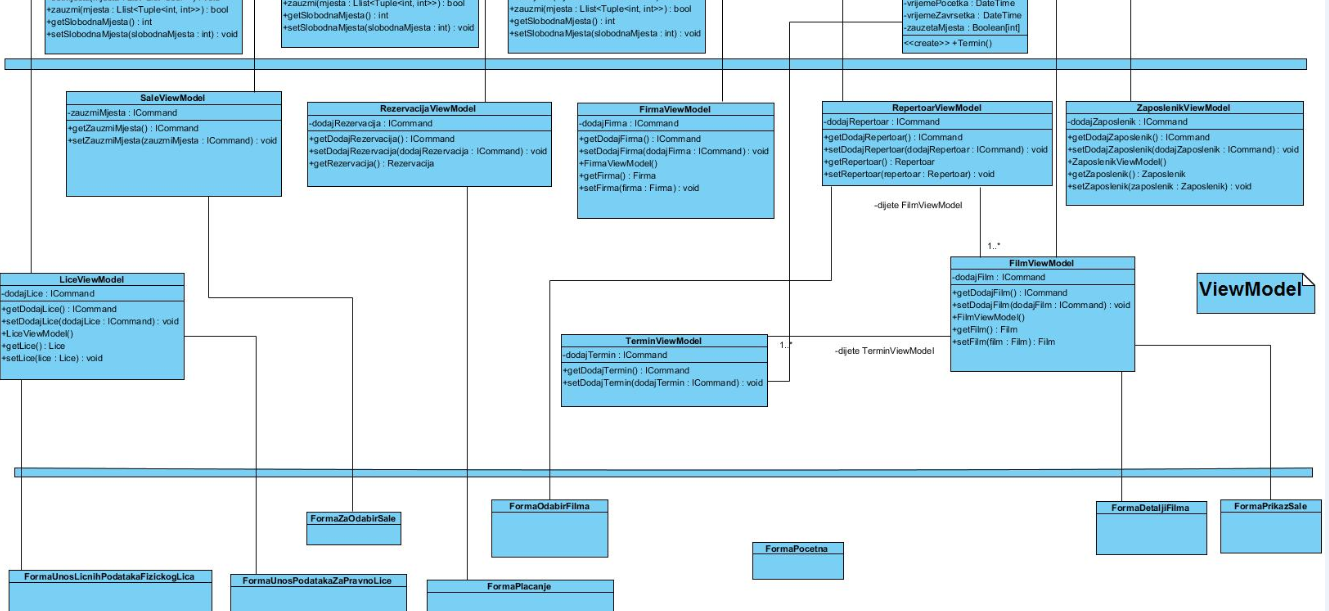 +zauzmi(mjesta : Llist<Tuple<int, int>>) : bool
+getSlobodnaMjesta() : int
+setSlobodnaMjesta(slobodnaMjesta : int) : void
+zauzmi(mjesta : Llist<Tuple<int, int>>) : bool
+getSlobodnaMjesta() : int
+setSlobodnaMjesta(slobodnaMjesta : int) : void
+zauzmi(mjesta : Llist<Tuple<int, int>>) : bool
+getSlobodnaMjesta() : int
+setSlobodnaMjesta(slobodnaMjesta : int) : void
-vrijemePocetka : DateTime
-vrijemeZavrsetka : DateTime
-zauzetaMjesta : Boolean[int]
<<create>> +Termin()
SaleViewModel
-zauzmiMjesta : ICommand
+getZauzmiMjesta() : ICommand
+setZauzmiMjesta(zauzmiMjesta : ICommand) : void
RezervacijaViewModel
-dodajRezervacija : ICommand
+getDodajRezervacija() : ICommand
+setDodajRezervacija(dodajRezervacija : ICommand) : void
+getRezervacija() : Rezervacija
FirmaViewModel
-dodajFirma : ICommand
+getDodajFirma() : ICommand
+setDodajFirma(dodajFirma : ICommand) : void
+FirmaViewModel()
+getFirma() : Firma
+setFirma(firma : Firma) : void
RepertoarViewModel
-dodajRepertoar : ICommand
+getDodajRepertoar() : ICommand
+setDodajRepertoar(dodajRepertoar : ICommand) : void
+getRepertoar() : Repertoar
+setRepertoar(repertoar : Repertoar) : void
ZaposlenikViewModel
-dodajZaposlenik : ICommand
+getDodajZaposlenik() : ICommand
+setDodajZaposlenik(dodajZaposlenik : ICommand) : void
+ZaposlenikViewModel()
+getZaposlenik() : Zaposlenik
+setZaposlenik(zaposlenik : Zaposlenik) : void
-dijete FilmViewModel
1..*
LiceViewModel
-dodajLice : ICommand
+getDodajLice() : ICommand
+setDodajLice(dodajLice : ICommand) : void
+LiceViewModel()
+getLice() : Lice
+setLice(lice : Lice) : void
FilmViewModel
-dodajFilm : ICommand
+getDodajFilm() : ICommand
+setDodajFilm(dodajFilm : ICommand) : void
+FilmViewModel()
+getFilm() : Film
+setFilm(film : Film) : Film
ViewModel
TerminViewModel
-dodajTermin : ICommand
+getDodajTermin() : ICommand
+setDodajTermin(dodajTermin : ICommand) : void
1..*
-dijete TerminViewModel
FormaZaOdabirSale
FormaOdabirFilma
FormaDetaljiFilma
FormaPrikazSale
FormaPocetna
FormaUnosLicnihPodatakaFizickogLica
FormaUnosPodatakaZaPravnoLice
FormaPlacanje